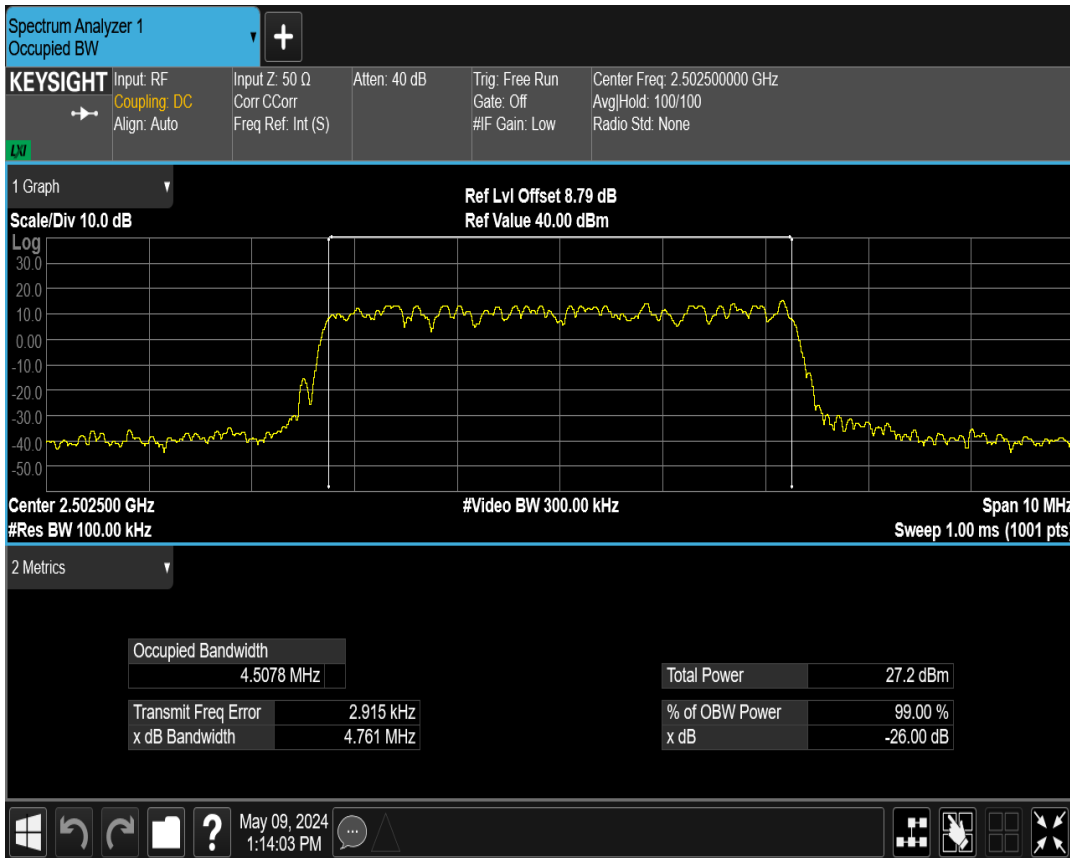 Spectrum Analyzer 1
Occupied BW
+
KEYSIGHT
LXI
Input: RF
Coupling: DC
Align: Auto
Input Z: 50 Ω
Corr CCorr
Freq Ref: Int (S)
Atten: 40 dB
Trig: Free Run
Gate: Off
#IF Gain: Low
Center Freq: 2.502500000 GHz
Avg|Hold: 100/100
Radio Std: None
1 Graph
Scale/Div 10.0 dB
Ref Lvl Offset 8.79 dB
Ref Value 40.00 dBm
Log
30.0
20.0
10.0
0.00
-10.0
-20.0
-30.0
-40.0
-50.0
Center 2.502500 GHz
#Video BW 300.00 kHz
Span 10 MHz
#Res BW 100.00 kHz
Sweep 1.00 ms (1001 pts)
2 Metrics
Occupied Bandwidth
4.5078 MHz
Total Power 27.2 dBm
Transmit Freq Error 2.915 kHz
% of OBW Power 99.00 %
x dB Bandwidth 4.761 MHz
x dB -26.00 dB
?
May 09, 2024
1:14:03 PM